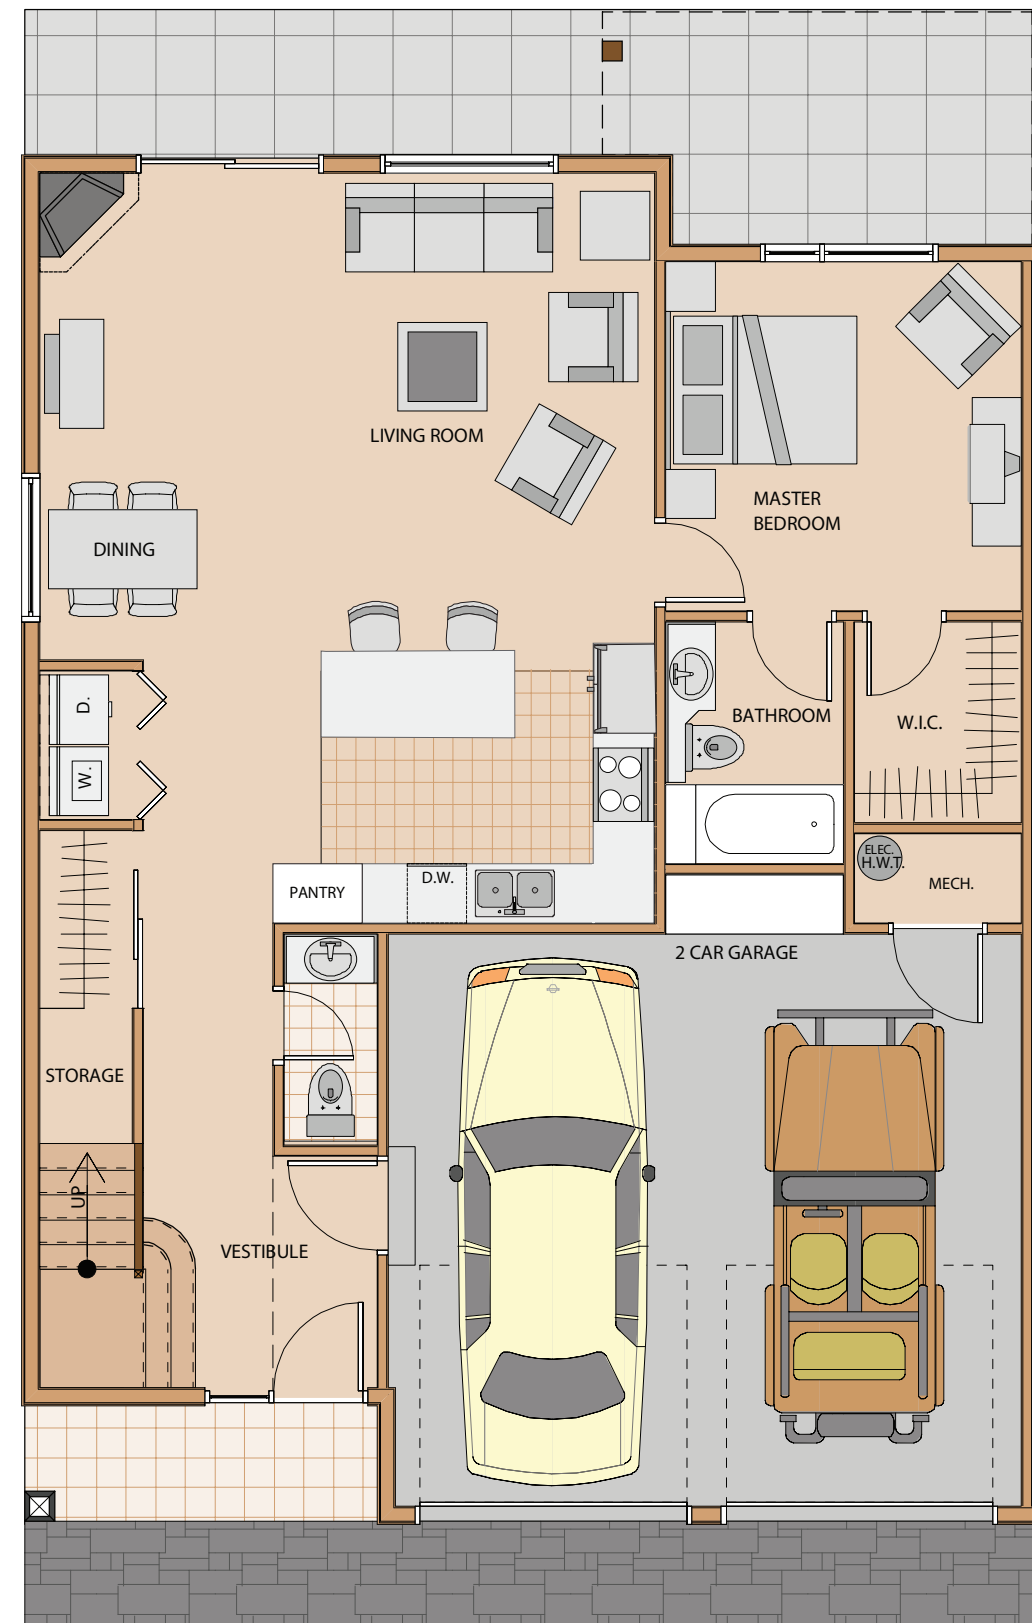 LIVING ROOM
MASTER
BEDROOM
DINING
D.
W.
BATHROOM
W.I.C.
ELEC.
H.W.T.
MECH.
PANTRY
D.W.
2 CAR GARAGE
STORAGE
UP
VESTIBULE